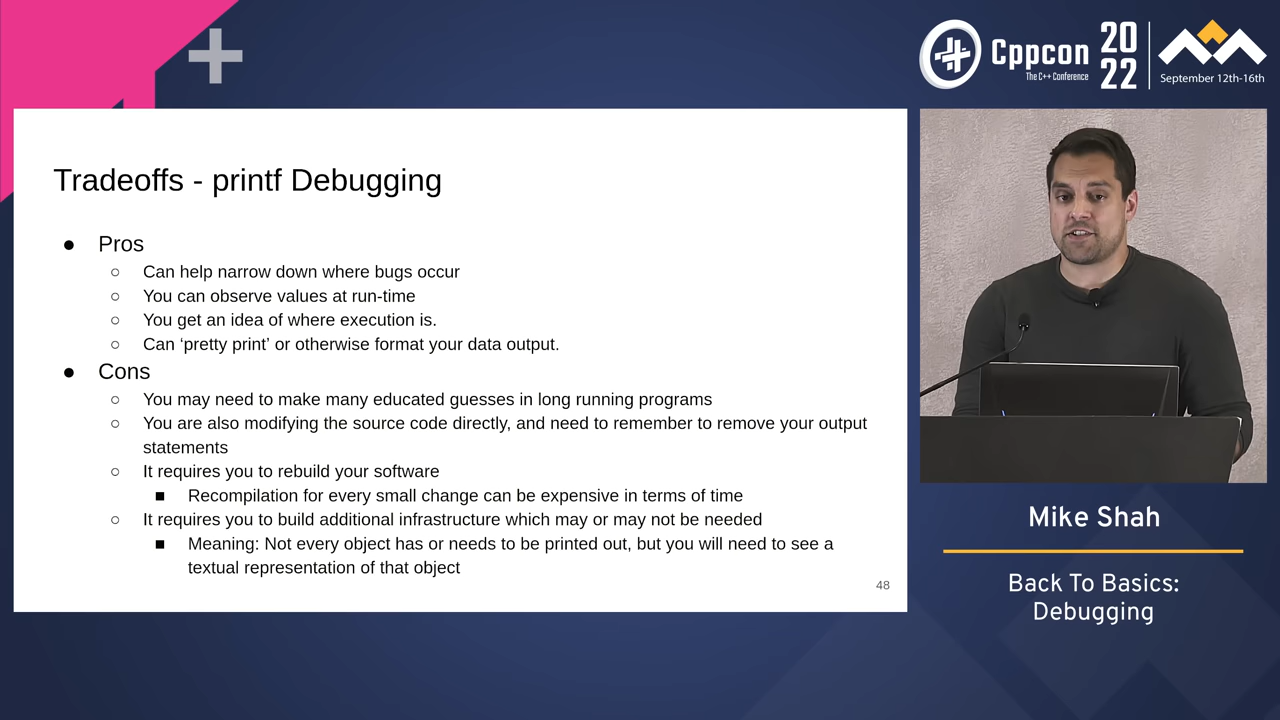 Cppcon
The C++ Conference
20
22
September 12th-16th
Tradeoffs - printf Debugging
● Pros
○ Can help narrow down where bugs occur
○ You can observe values at run-time
○ You get an idea of where execution is.
○ Can ‘pretty print’ or otherwise format your data output.
● Cons
○ You may need to make many educated guesses in long running programs
○ You are also modifying the source code directly, and need to remember to remove your output
statements
○ It requires you to rebuild your software
■ Recompilation for every small change can be expensive in terms of time
○ It requires you to build additional infrastructure which may or may not be needed
■ Meaning: Not every object has or needs to be printed out, but you will need to see a
textual representation of that object
48
Mike Shah
Back To Basics:
Debugging